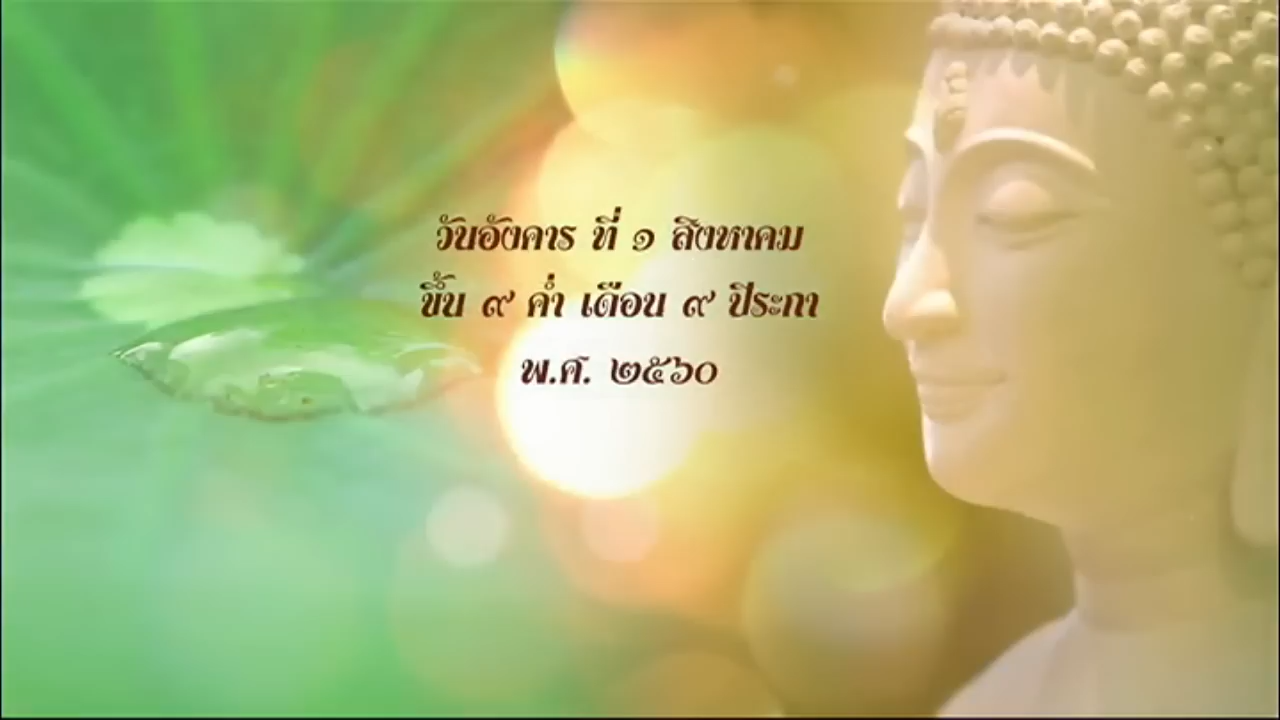 วันอังคาร ที่ ๑ สิงหาคม
ขึ้น ๙ ค่ำ เดือน ๙ ปีระกา
พ.ศ. ๒๕๖๐